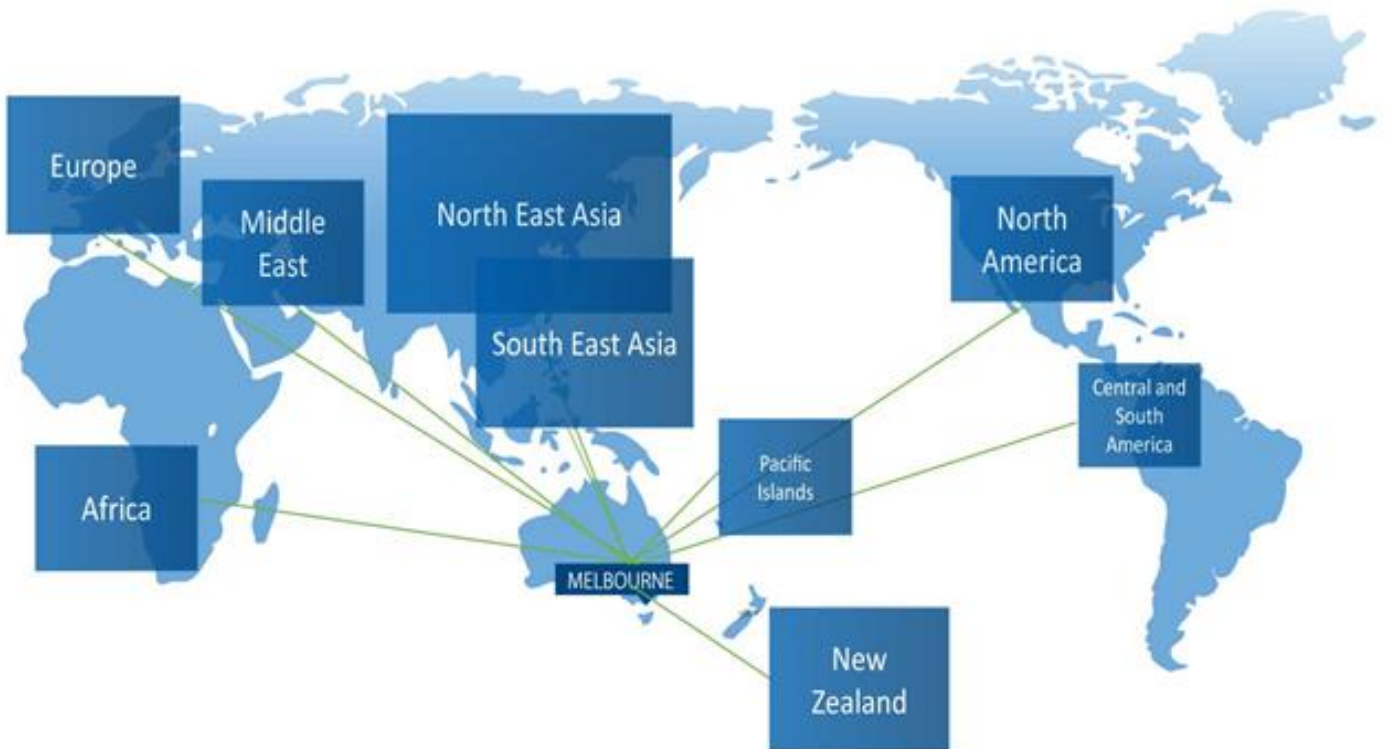 Europe
Middle
East
North East Asia
South East Asia
North
America
Central and
South
America
Pacific
Islands
Africa
MELBOURNE
New
Zealand